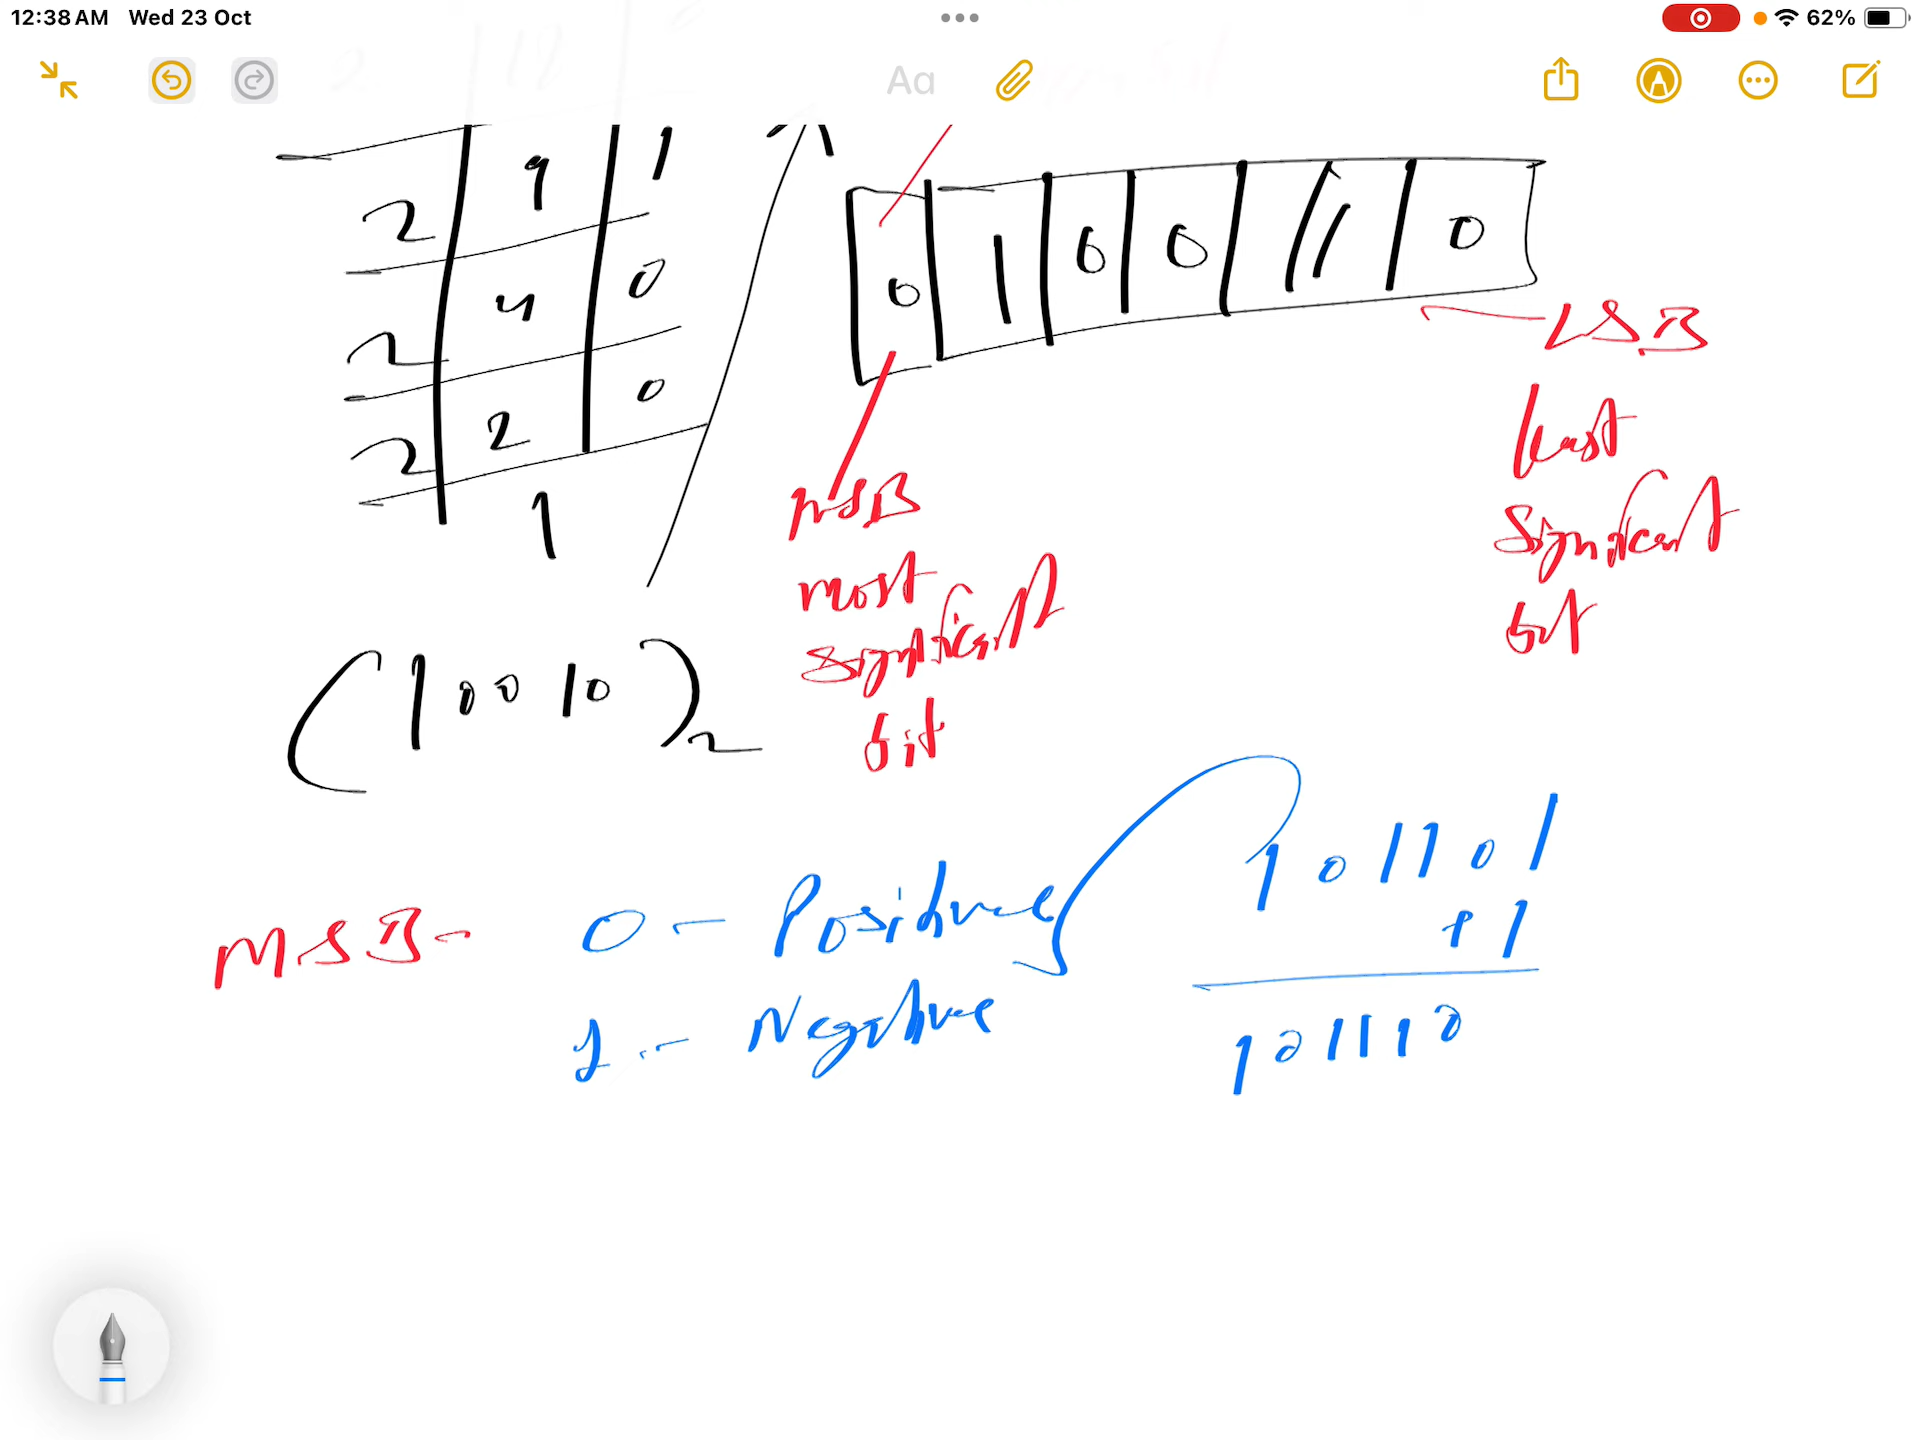 12:38 AM Wed 23 Oct
62%
Aa
2 18
9 1
2
4 0
2
2 0
2
1
0 1 0 0 1 0
LSB
least
significant
bit
MSB
most
significant
bit
(10010)2
MSB - 0 - Positive
1 - Negative
101101
+1
101110